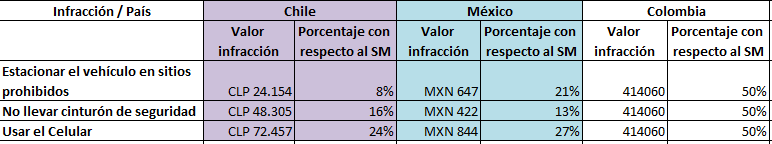 Infracción / País Chile México Colombia
Valor infracción Porcentaje con respecto al SM Valor infracción Porcentaje con respecto al SM Valor infracción Porcentaje con respecto al SM
Estacionar el vehículo en sitios prohibidos CLP 24.154 8% MXN 647 21% 414060 50%
No llevar cinturón de seguridad CLP 48.305 16% MXN 422 13% 414060 50%
Usar el Celular CLP 72.457 24% MXN 844 27% 414060 50%